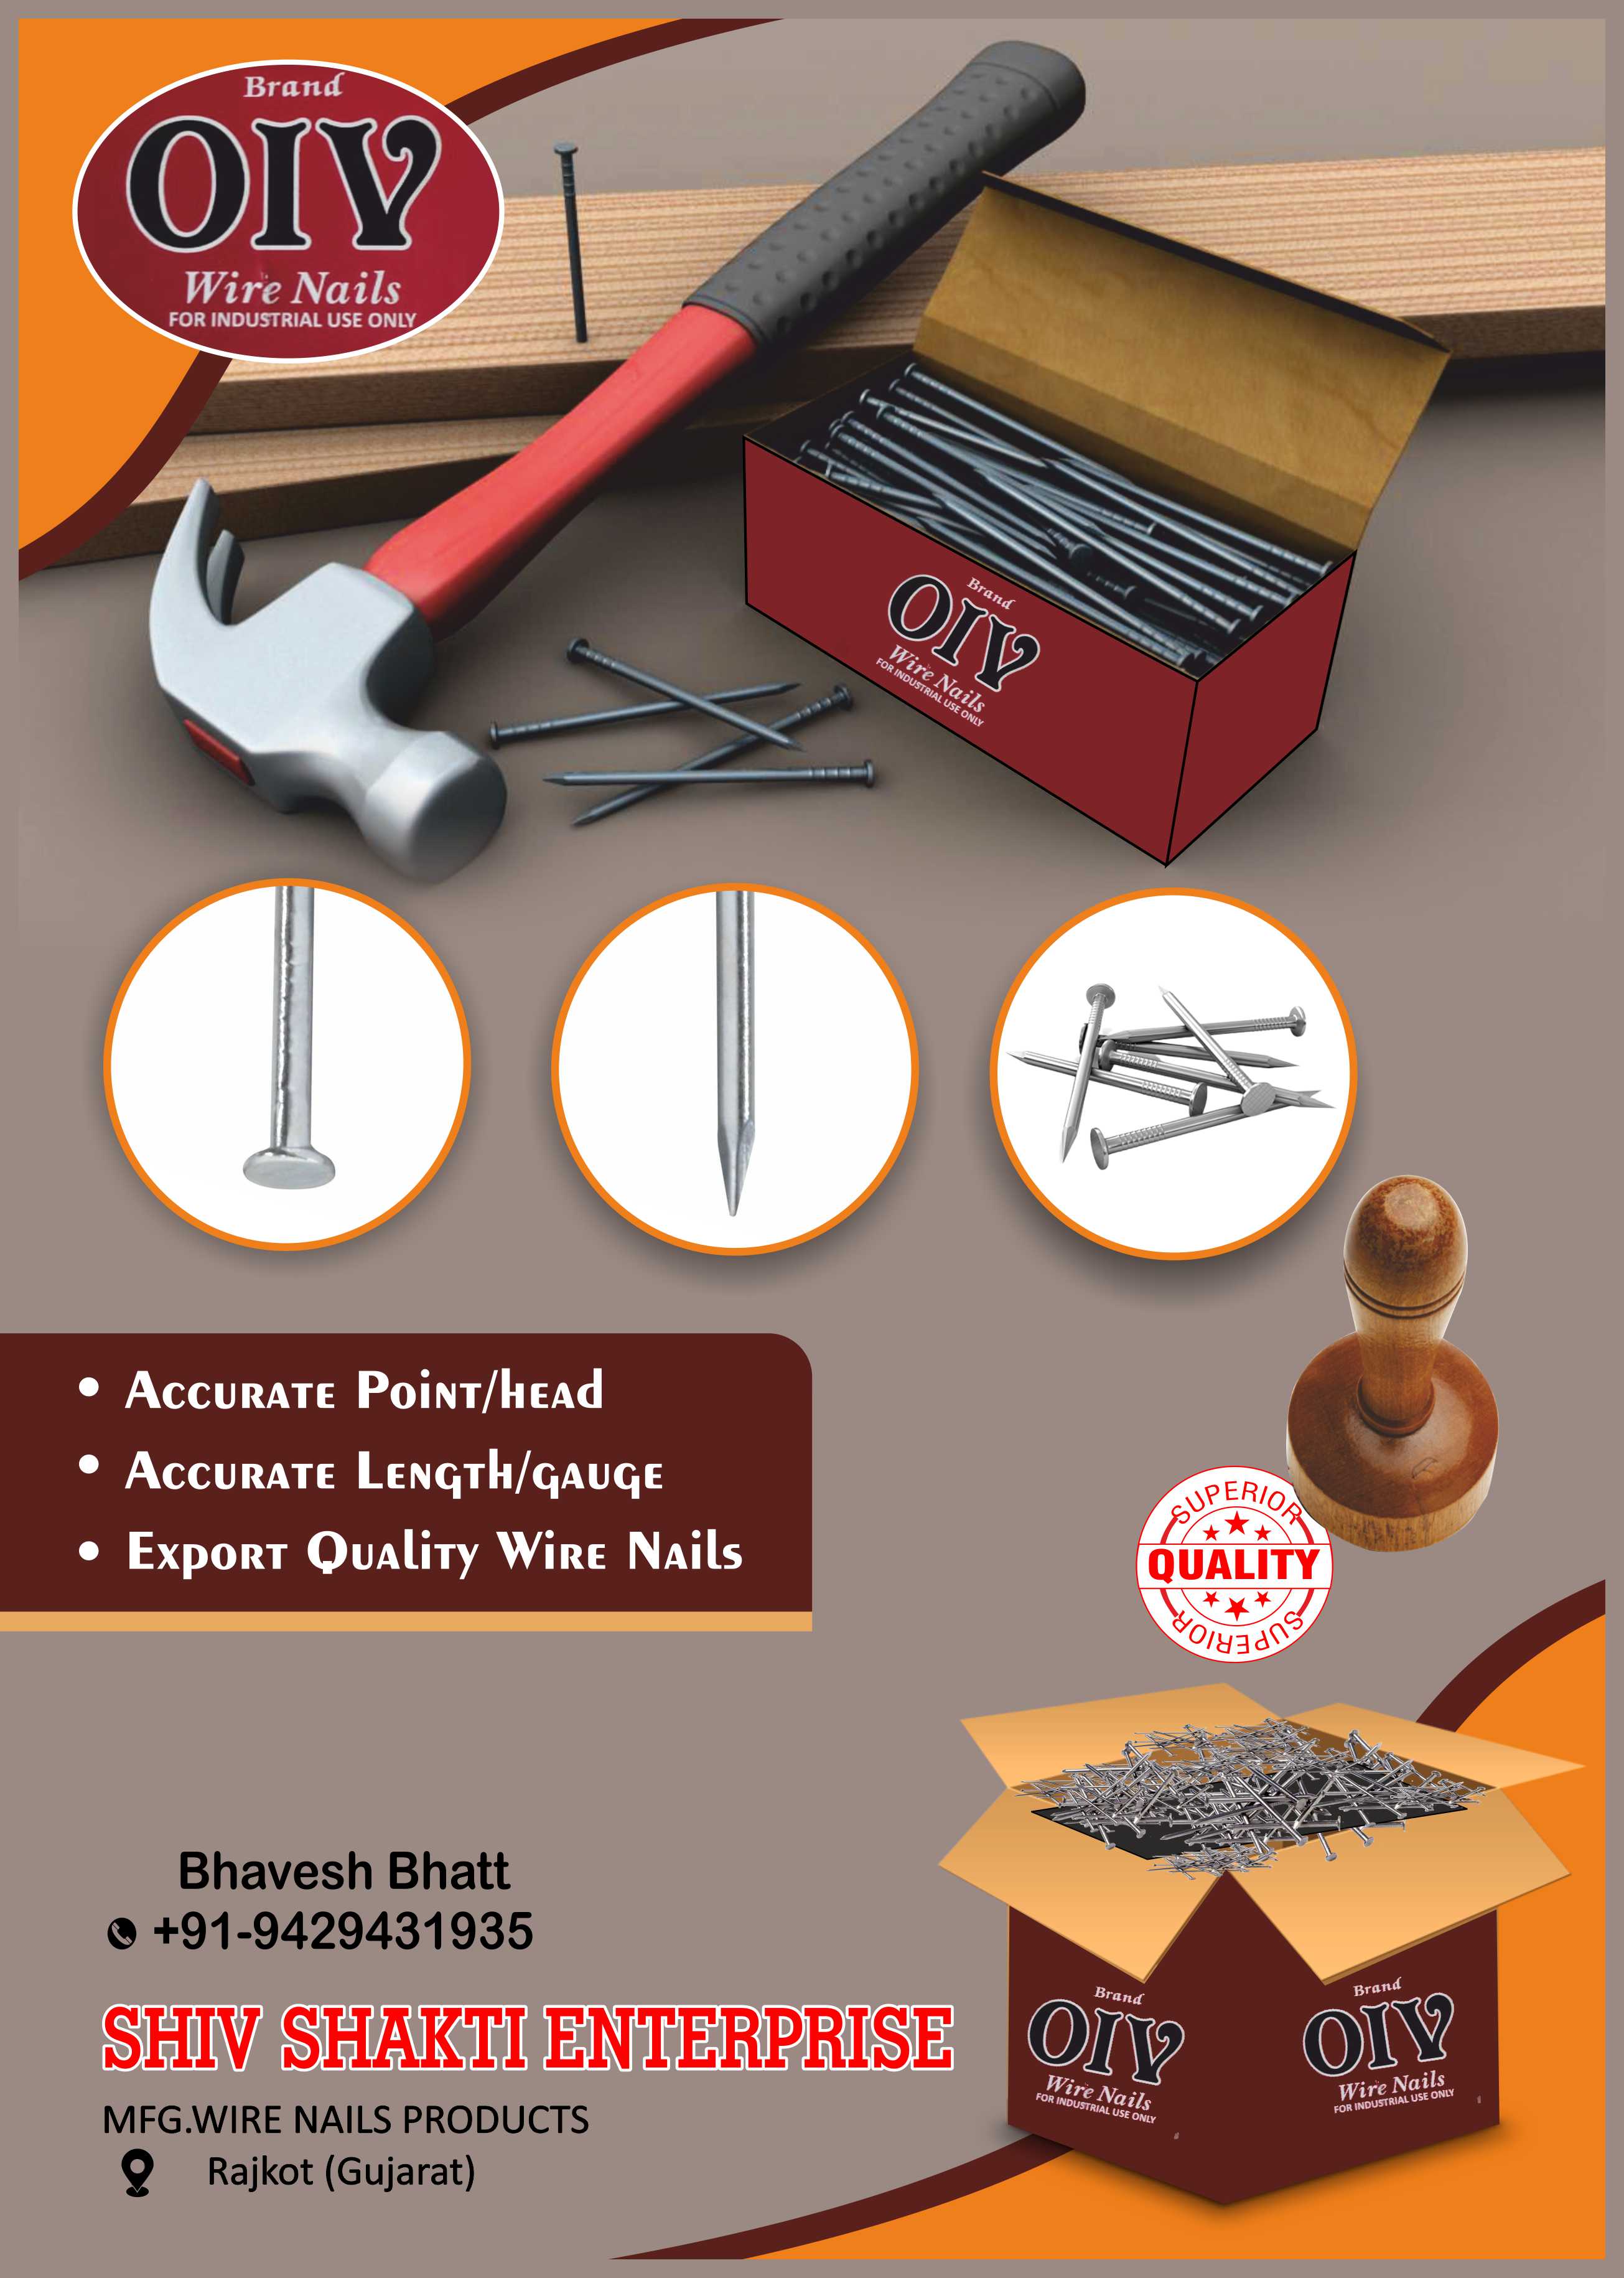 Brand
OIV
Wire Nails
FOR INDUSTRIAL USE ONLY
Brand
OIV
Wire Nails
FOR INDUSTRIAL USE ONLY
• Accurate Point/head
• Accurate Length/gauge
• Export Quality Wire Nails
SUPERIOR
QUALITY
SUPERIOR
Bhavesh Bhatt
+91-9429431935
SHIV SHAKTI ENTERPRISE
MFG.WIRE NAILS PRODUCTS
Rajkot (Gujarat)
Brand
OIV
Wire Nails
FOR INDUSTRIAL USE ONLY
Brand
OIV
Wire Nails
FOR INDUSTRIAL USE ONLY